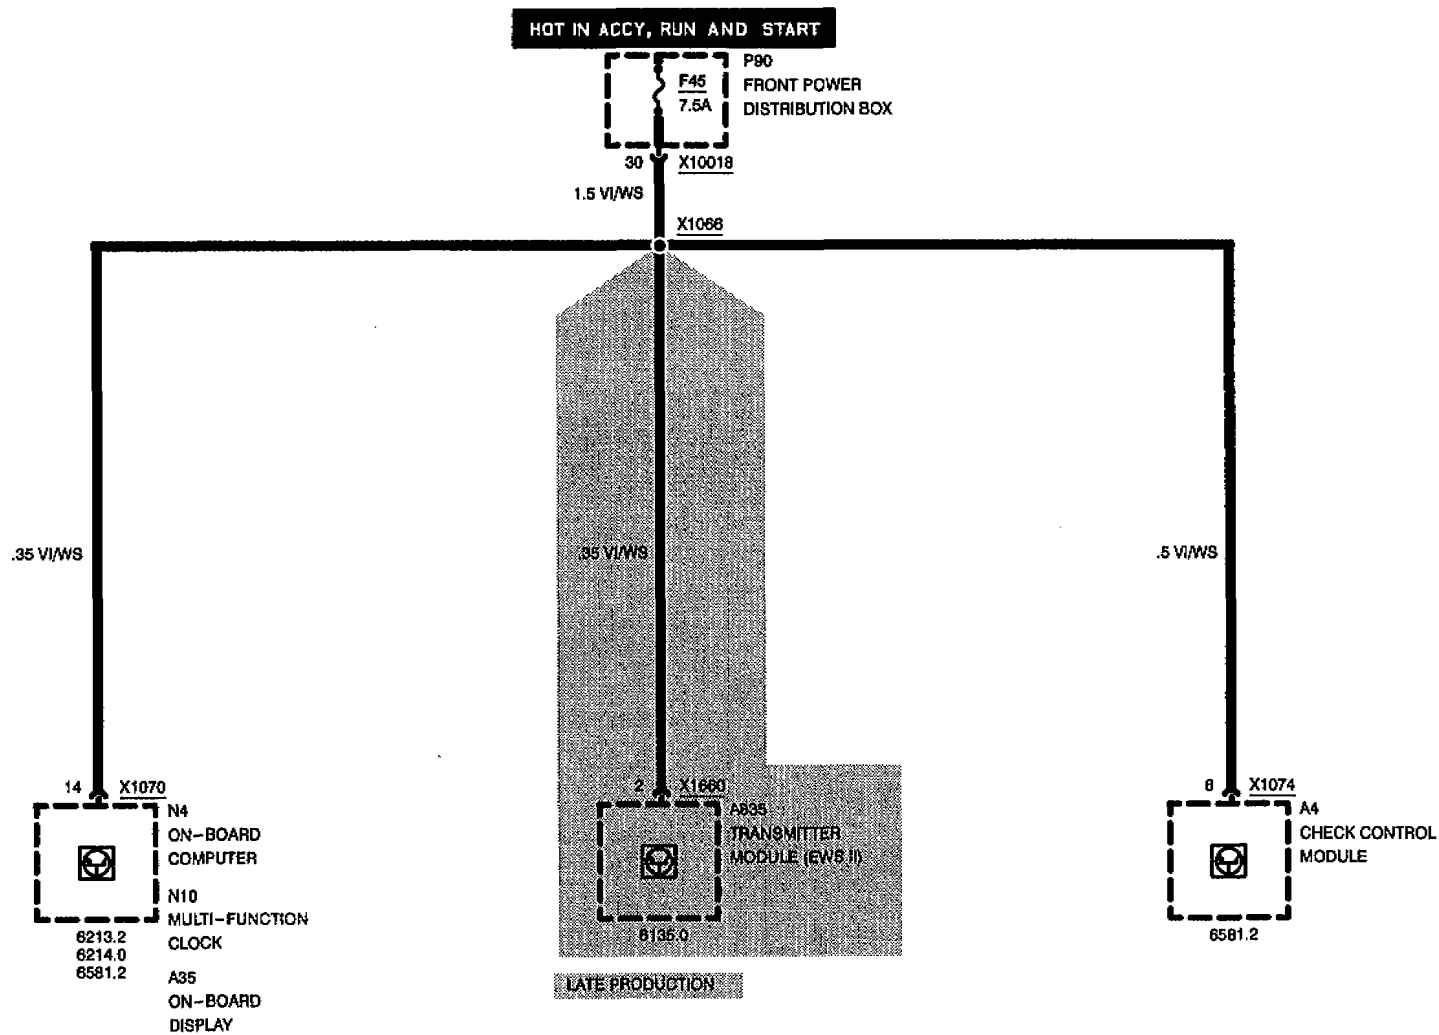 HOT IN ACCY, RUN AND START
P90
FRONT POWER
DISTRIBUTION BOX
F45
7.5A
30 X10018
1.5 VI/WS
X1066
.35 VI/WS
.35 VI/WS
.5 VI/WS
14 X1070
N4
ON-BOARD
COMPUTER
N10
MULTI-FUNCTION
CLOCK
6213.2
6214.0
6581.2
A35
ON-BOARD
DISPLAY
2 X1660
A835
TRANSMITTER
MODULE (EWS II)
6135.0
LATE PRODUCTION
6 X1074
A4
CHECK CONTROL
MODULE
6581.2